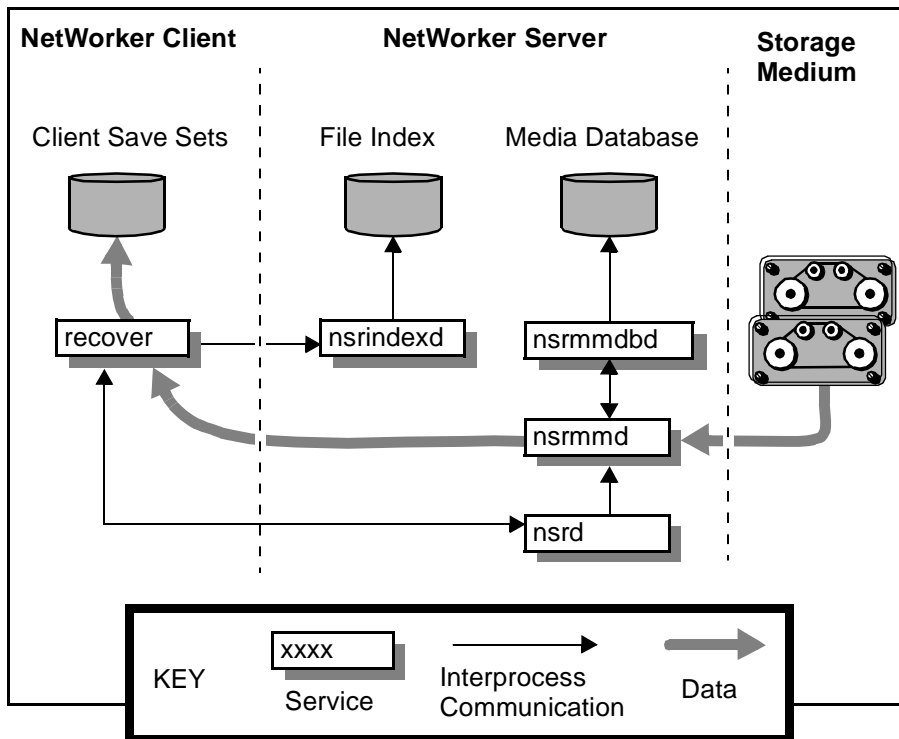 NetWorker Client
NetWorker Server
Storage
Medium
Client Save Sets
File Index
Media Database
recover
nsrindexd
nsrmmdbd
nsrmmd
nsrd
KEY
xxxx
Service
Interprocess
Communication
Data